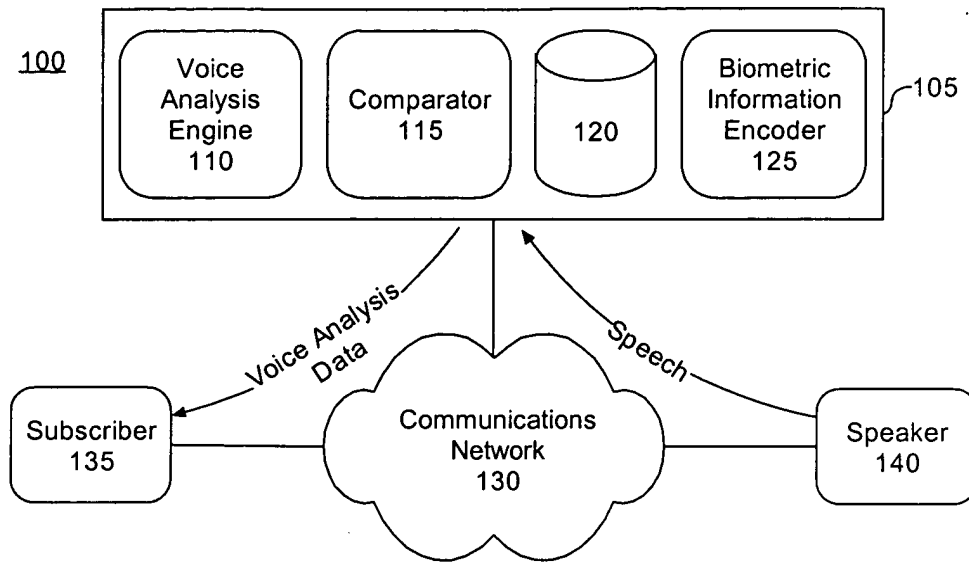 100
Voice
Analysis
Engine
110
Comparator
115
120
Biometric
Information
Encoder
125
105
Voice Analysis
Data
Speech
Subscriber
135
Communications
Network
130
Speaker
140